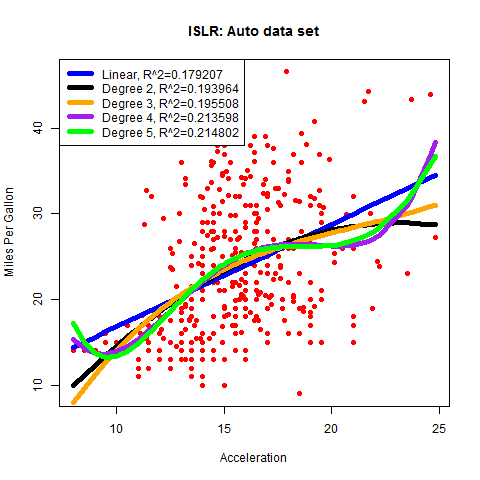 ISLR: Auto data set
Linear, R^2=0.179207
Degree 2, R^2=0.193964
Degree 3, R^2=0.195508
Degree 4, R^2=0.213598
Degree 5, R^2=0.214802
Miles Per Gallon
40
30
20
10
10 15 20 25
Acceleration